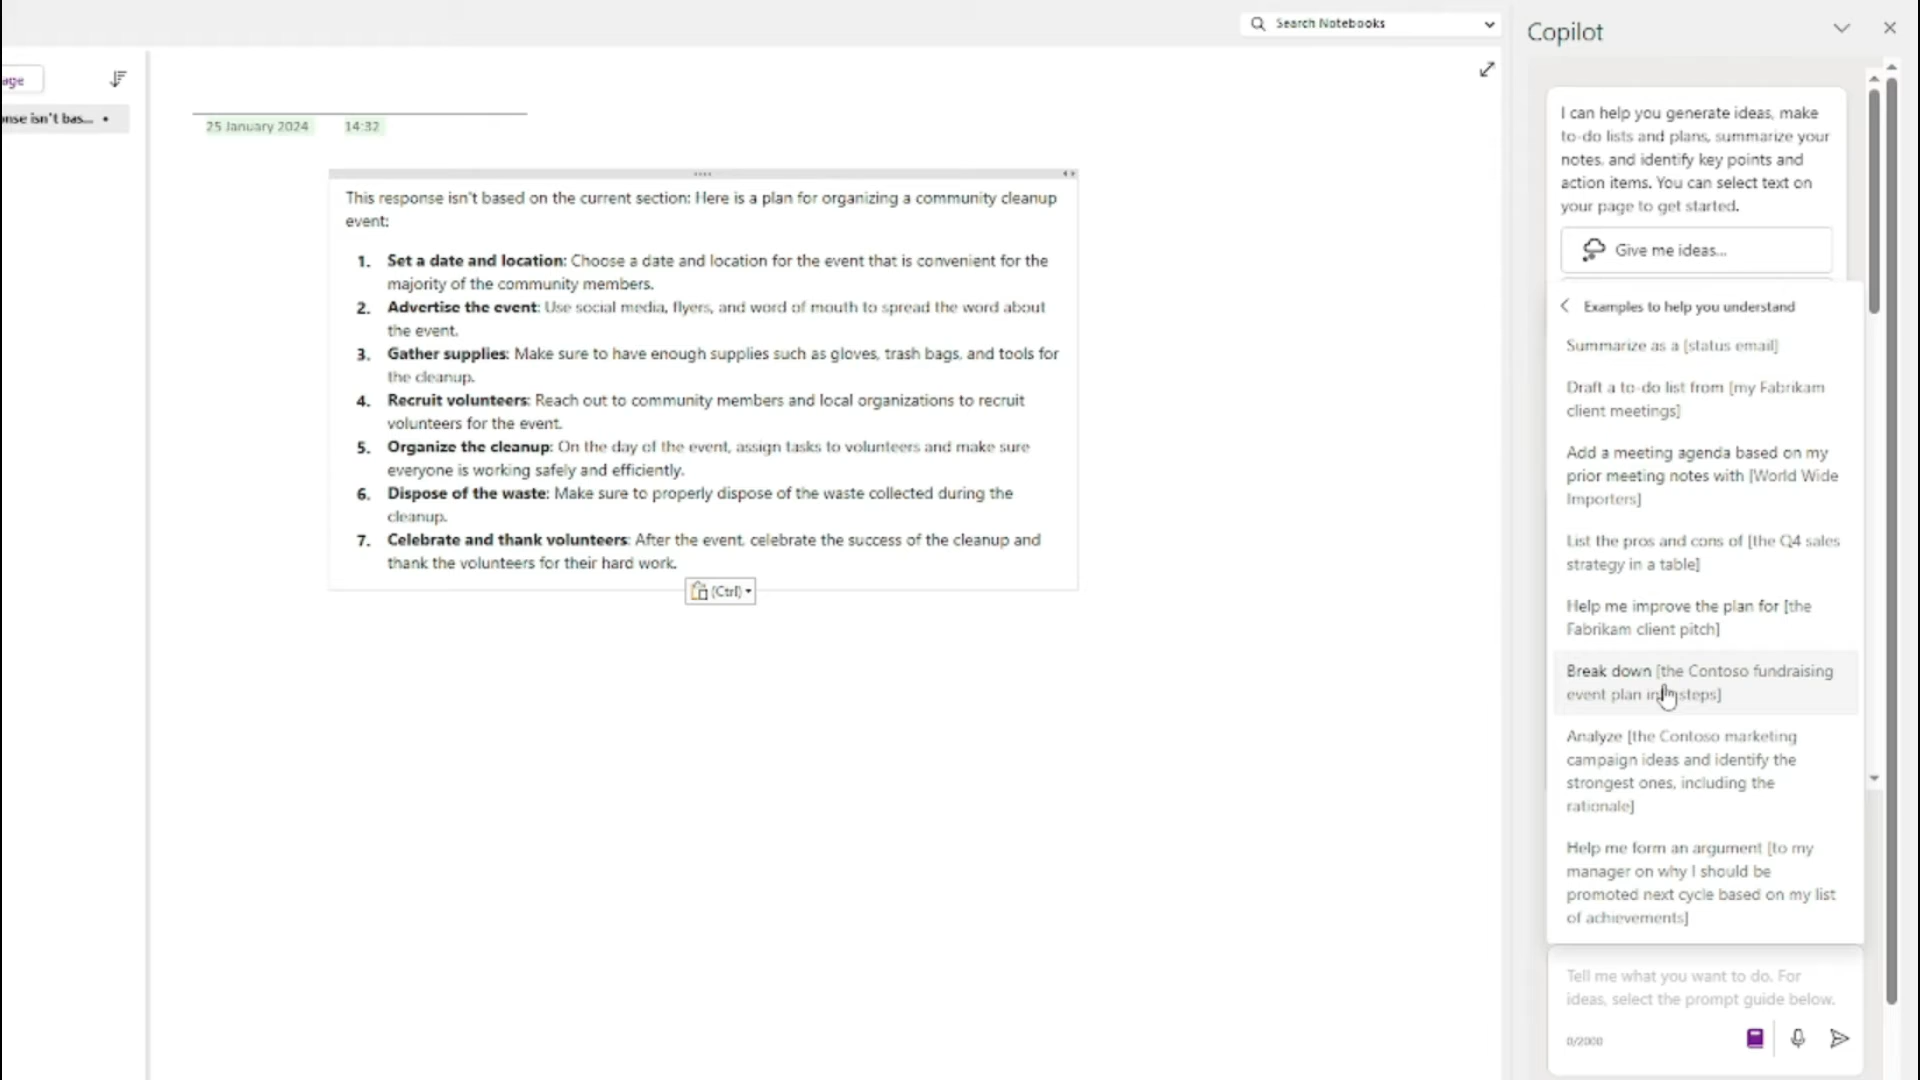 Search Notebooks
Copilot
age
onse isn't bas...
25 January 2024 14:32
This response isn't based on the current section: Here is a plan for organizing a community cleanup
event:
1. Set a date and location: Choose a date and location for the event that is convenient for the
majority of the community members.
2. Advertise the event: Use social media, flyers, and word of mouth to spread the word about
the event.
3. Gather supplies: Make sure to have enough supplies such as gloves, trash bags, and tools for
the cleanup.
4. Recruit volunteers: Reach out to community members and local organizations to recruit
volunteers for the event.
5. Organize the cleanup: On the day of the event, assign tasks to volunteers and make sure
everyone is working safely and efficiently.
6. Dispose of the waste: Make sure to properly dispose of the waste collected during the
cleanup.
7. Celebrate and thank volunteers: After the event, celebrate the success of the cleanup and
thank the volunteers for their hard work.
(Ctrl)
I can help you generate ideas, make
to-do lists and plans, summarize your
notes, and identify key points and
action items. You can select text on
your page to get started.
Give me ideas...
Examples to help you understand
Summarize as a [status email]
Draft a to-do list from [my Fabrikam
client meetings]
Add a meeting agenda based on my
prior meeting notes with [World Wide
Importers]
List the pros and cons of [the Q4 sales
strategy in a table]
Help me improve the plan for [the
Fabrikam client pitch]
Break down [the Contoso fundraising
event plan in steps]
Analyze [the Contoso marketing
campaign ideas and identify the
strongest ones, including the
rationale]
Help me form an argument [to my
manager on why I should be
promoted next cycle based on my list
of achievements]
Tell me what you want to do. For
ideas, select the prompt guide below.
0/2000